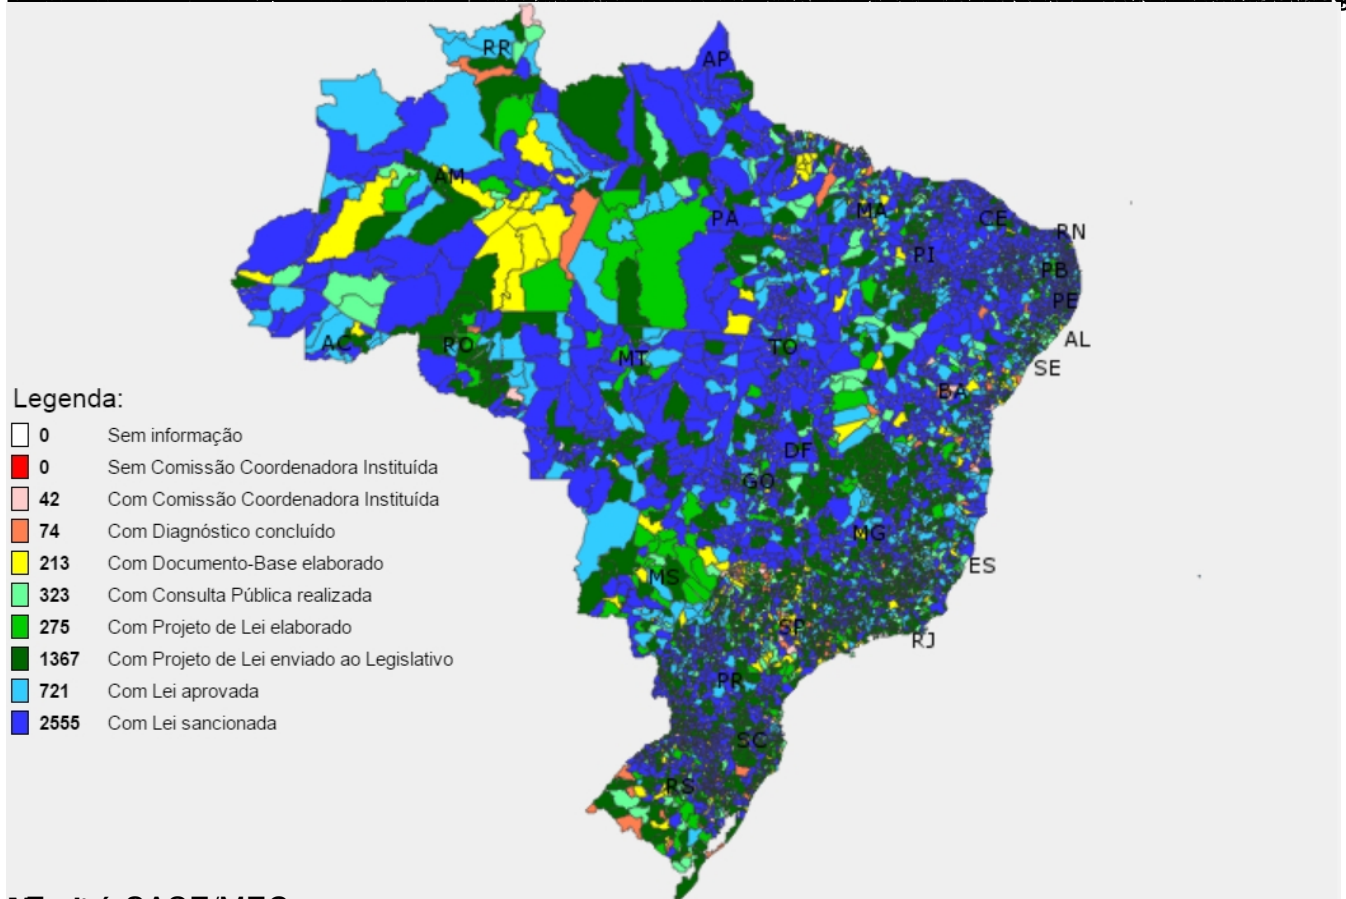 RR
AP
AM
PA
MA
CE
RN
PI
PB
PE
AC
RO
MT
TO
AL
SE
BA
Legenda:
0 Sem informação
DF
0 Sem Comissão Coordenadora Instituída
GO
42 Com Comissão Coordenadora Instituída
74 Com Diagnóstico concluído
MG
213 Com Documento-Base elaborado
ES
MS
323 Com Consulta Pública realizada
275 Com Projeto de Lei elaborado
SP
RJ
1367 Com Projeto de Lei enviado ao Legislativo
PR
721 Com Lei aprovada
2555 Com Lei sancionada
SC
RS